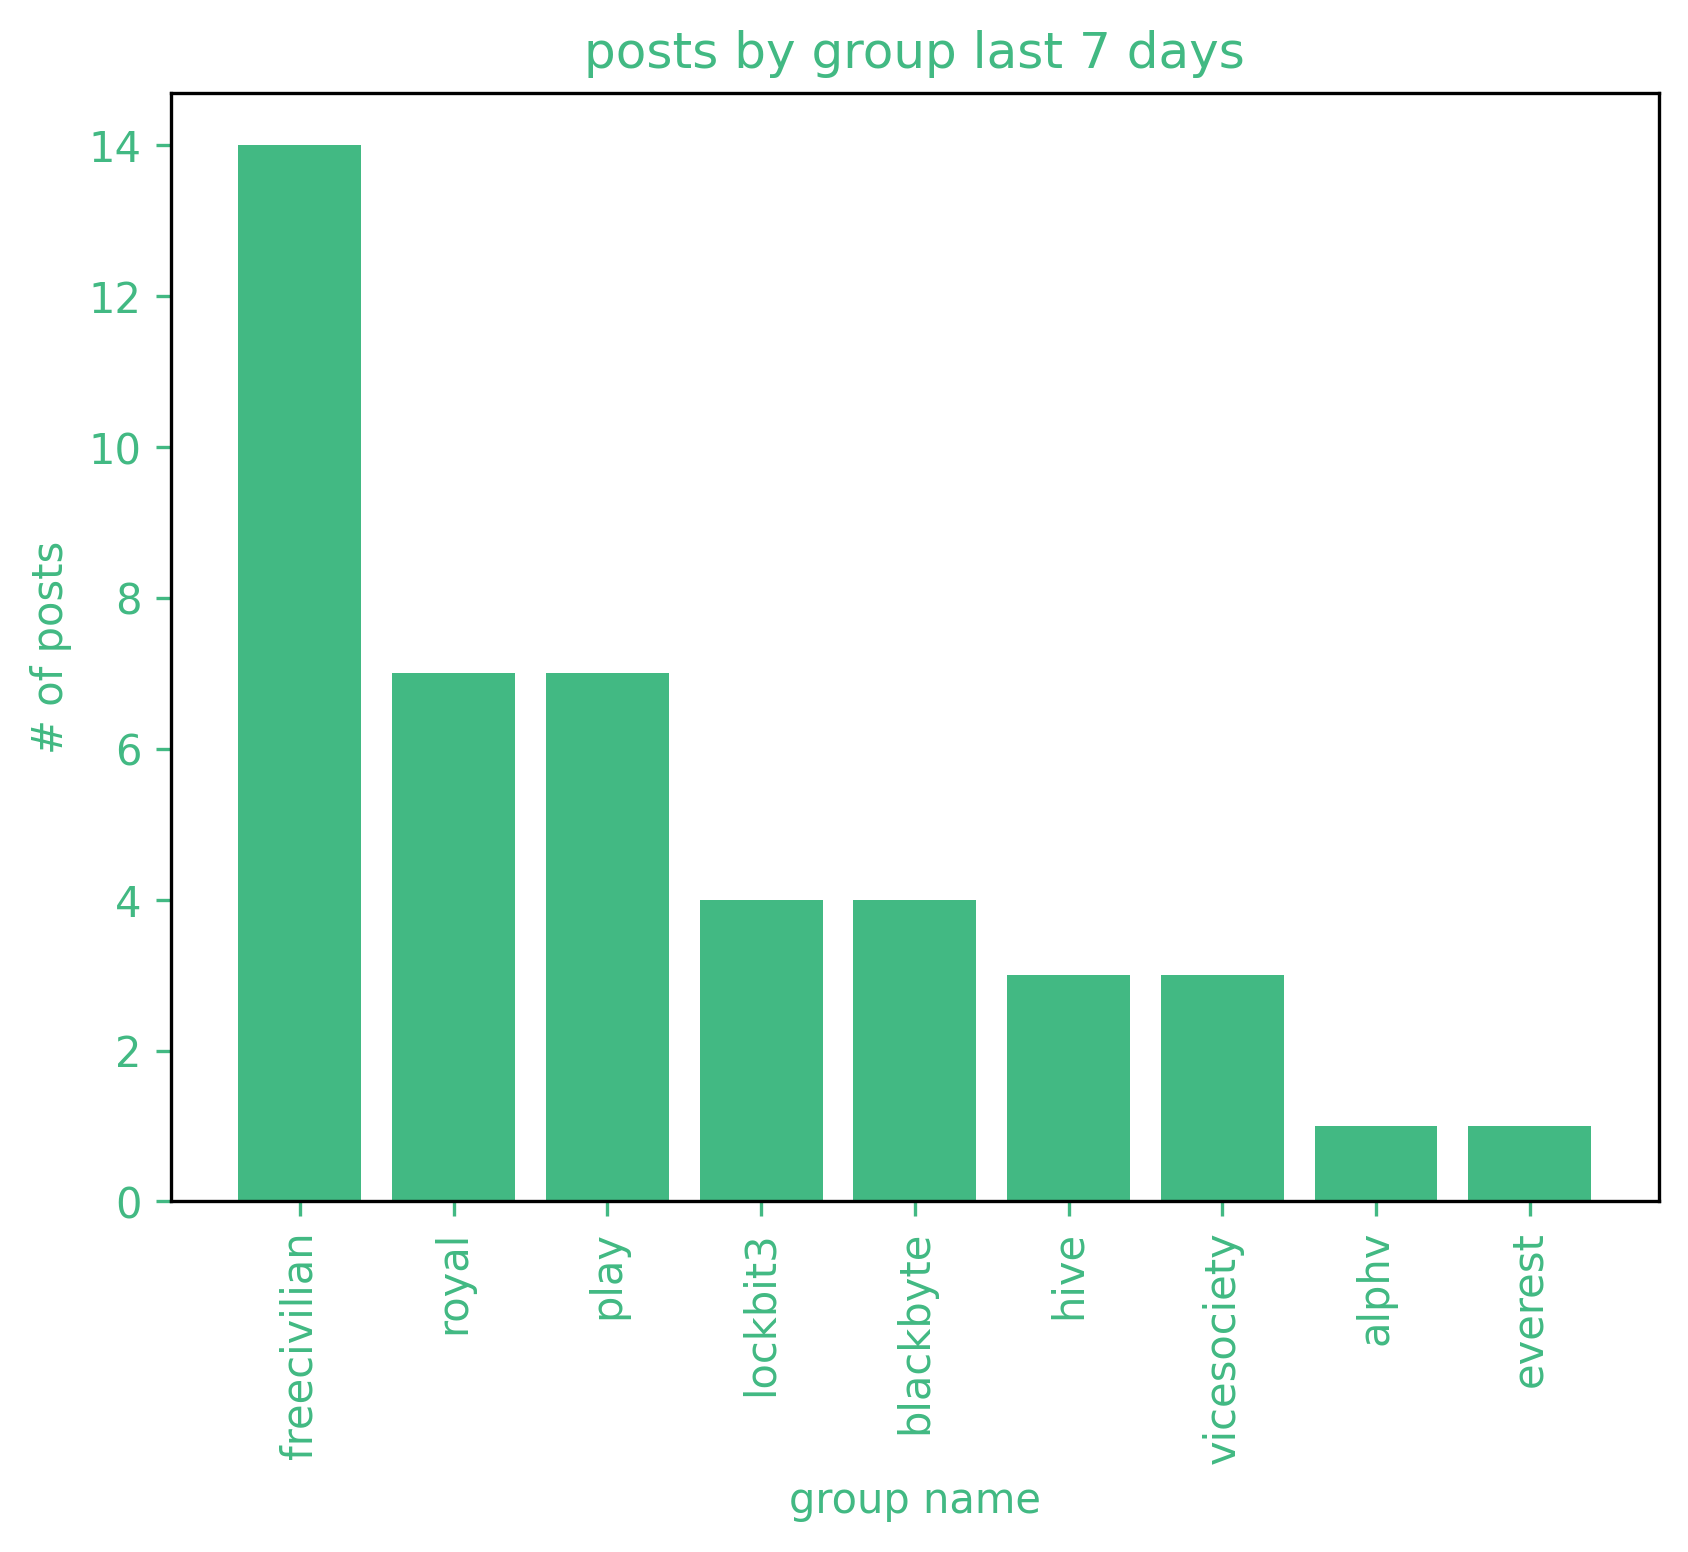 posts by group last 7 days
# of posts
14
12
10
8
6
4
2
0
freecivilian
royal
play
lockbit3
blackbyte
hive
vicesociety
alphv
everest
group name